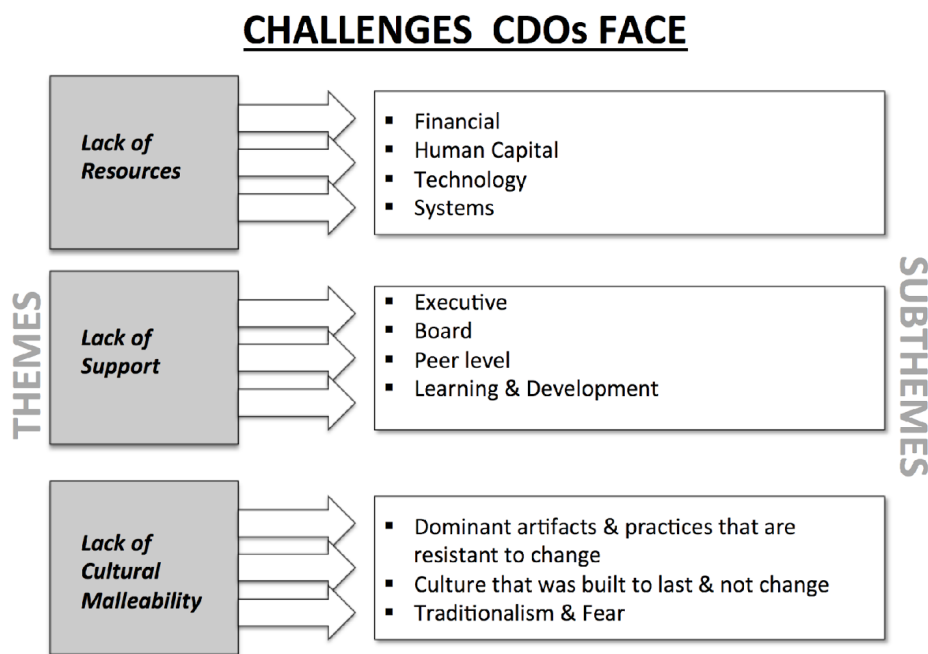 CHALLENGES CDOs FACE
THEMES
Lack of
Resources
▪ Financial
▪ Human Capital
▪ Technology
▪ Systems
Lack of
Support
▪ Executive
▪ Board
▪ Peer level
▪ Learning & Development
Lack of
Cultural
Malleability
▪ Dominant artifacts & practices that are
resistant to change
▪ Culture that was built to last & not change
▪ Traditionalism & Fear
SUBTHEMES